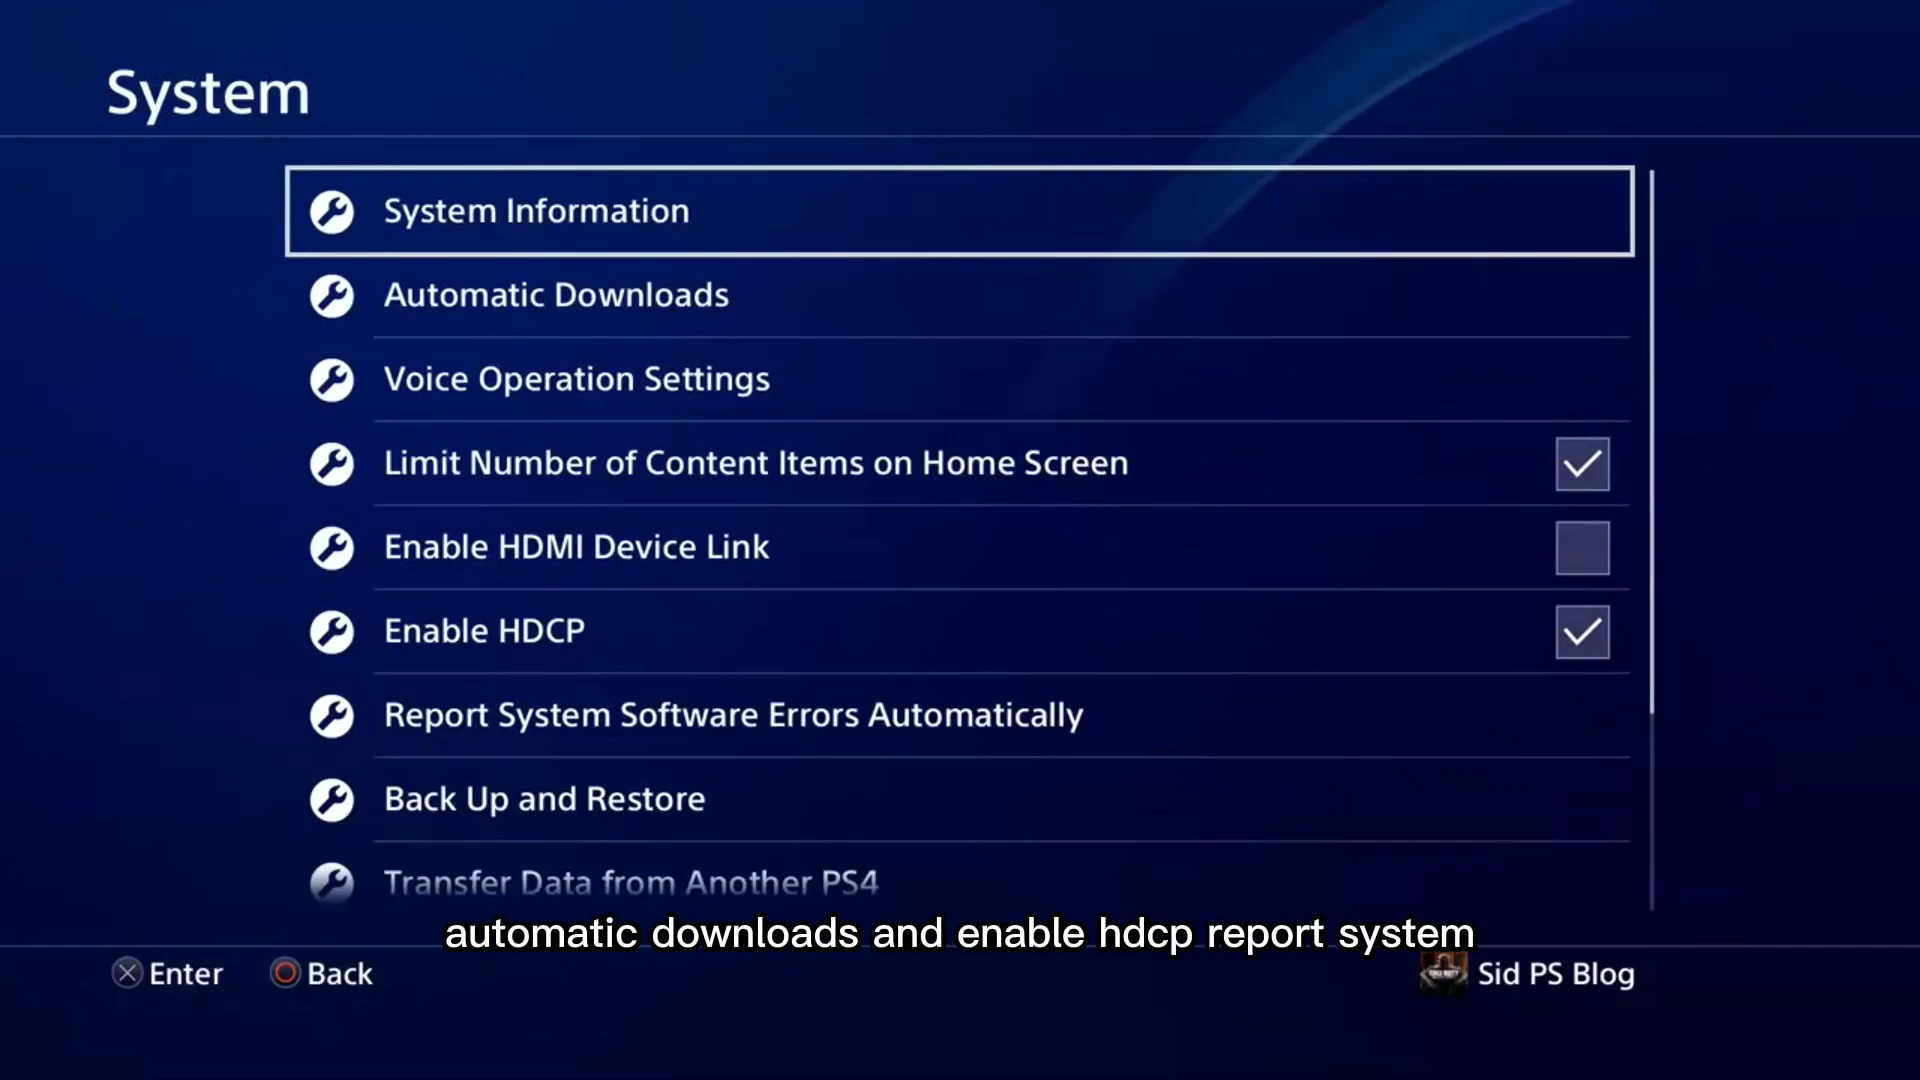 System
System Information
Automatic Downloads
Voice Operation Settings
Limit Number of Content Items on Home Screen
Enable HDMI Device Link
Enable HDCP
Report System Software Errors Automatically
Back Up and Restore
Transfer Data from Another PS4
automatic downloads and enable hdcp report system
Enter Back Sid PS Blog